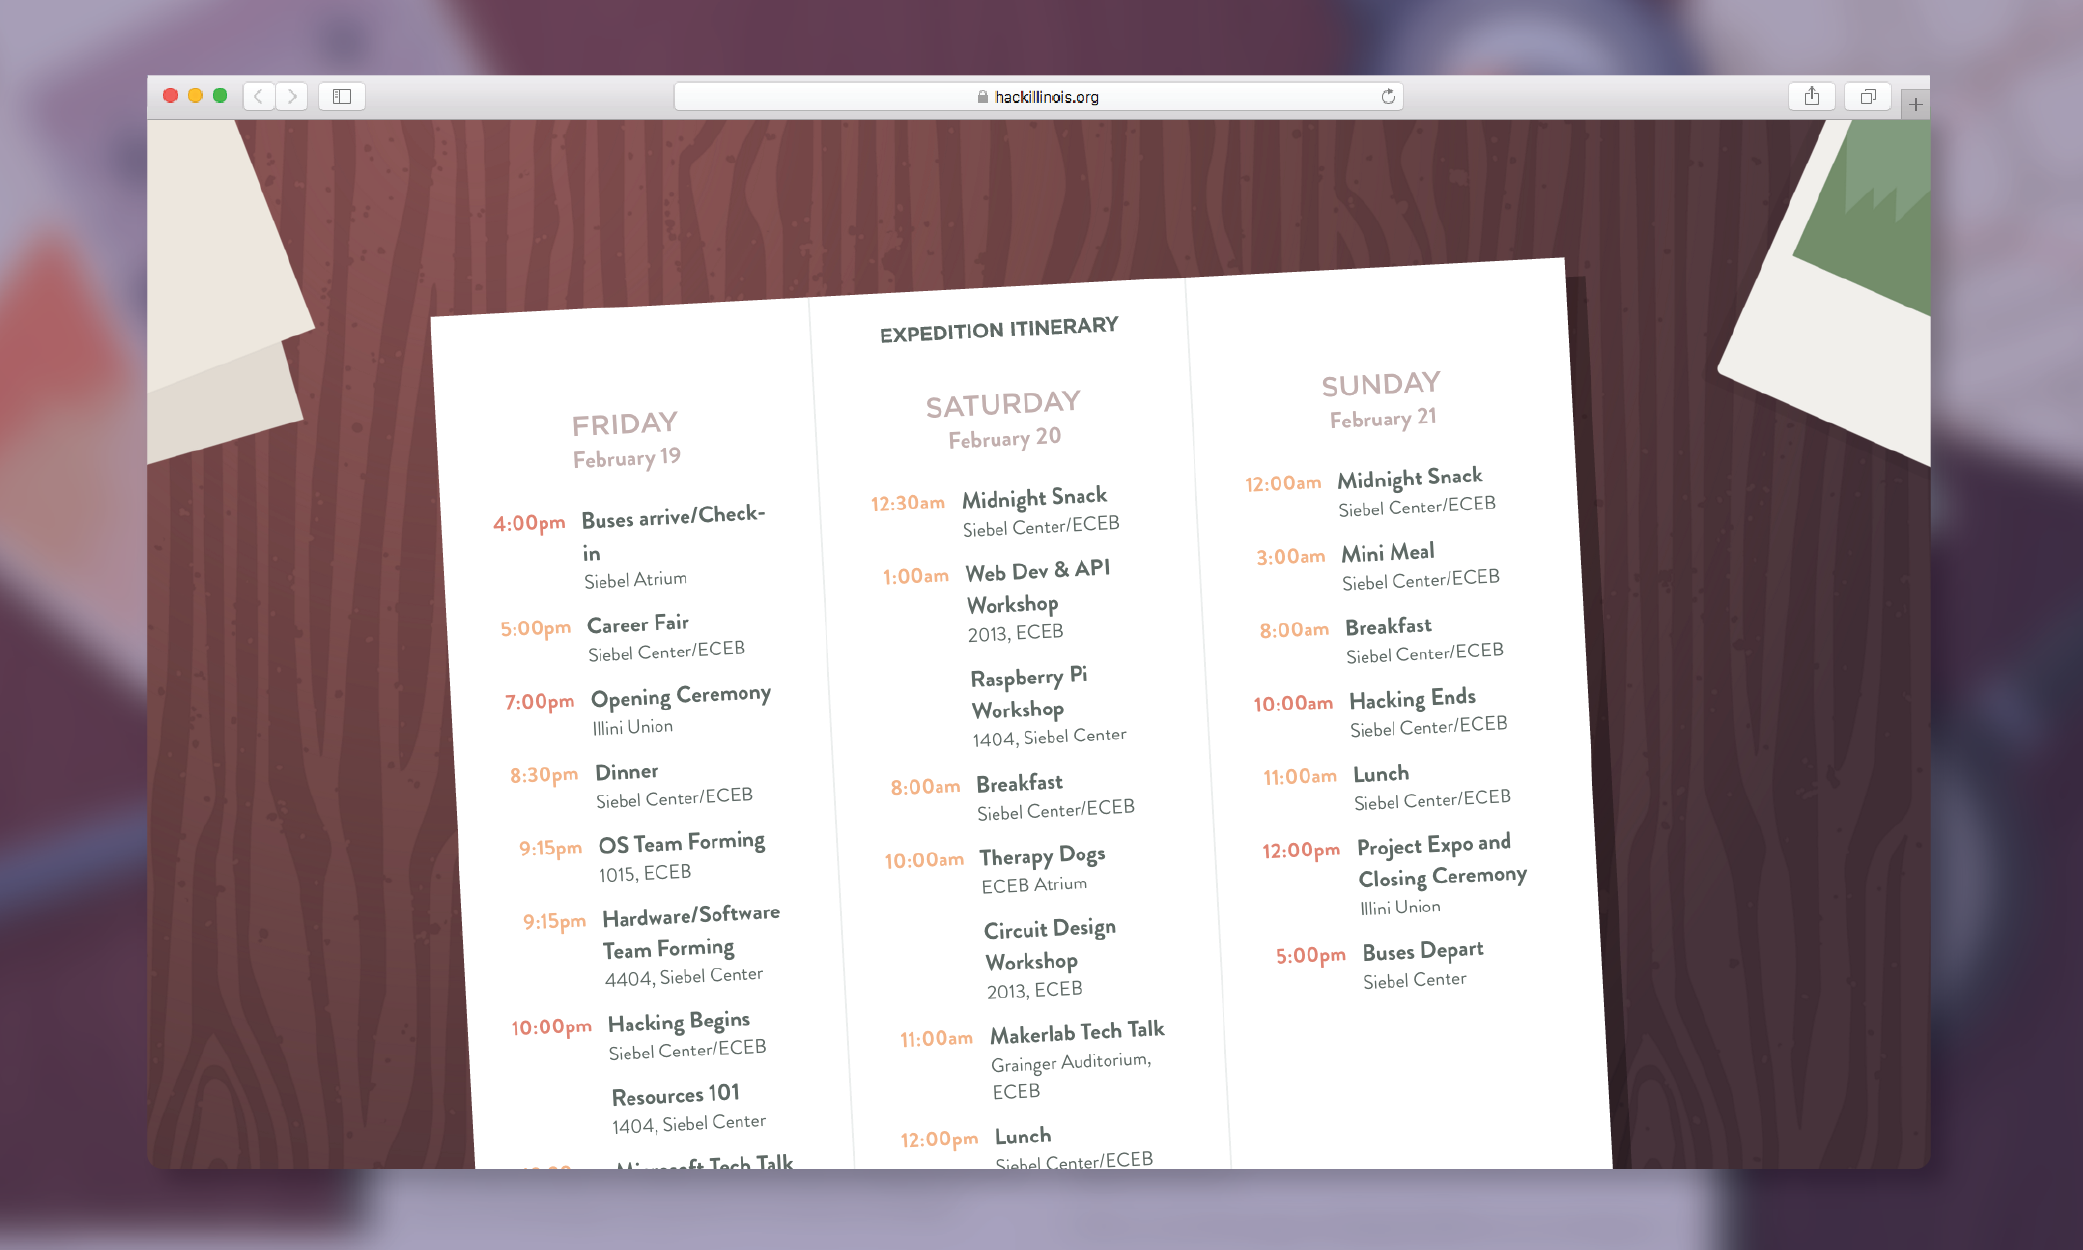 hackillinois.org
EXPEDITION ITINERARY
FRIDAY
February 19
4:00pm Buses arrive/Check-
in
Siebel Atrium
5:00pm Career Fair
Siebel Center/ECEB
7:00pm Opening Ceremony
Illini Union
8:30pm Dinner
Siebel Center/ECEB
9:15pm OS Team Forming
1015, ECEB
9:15pm Hardware/Software
Team Forming
4404, Siebel Center
10:00pm Hacking Begins
Siebel Center/ECEB
Resources 101
1404, Siebel Center
Microsoft Tech Talk
SATURDAY
February 20
12:30am Midnight Snack
Siebel Center/ECEB
1:00am Web Dev & API
Workshop
2013, ECEB
Raspberry Pi
Workshop
1404, Siebel Center
8:00am Breakfast
Siebel Center/ECEB
10:00am Therapy Dogs
ECEB Atrium
Circuit Design
Workshop
2013, ECEB
11:00am Makerlab Tech Talk
Grainger Auditorium,
ECEB
12:00pm Lunch
Siebel Center/ECEB
SUNDAY
February 21
12:00am Midnight Snack
Siebel Center/ECEB
3:00am Mini Meal
Siebel Center/ECEB
8:00am Breakfast
Siebel Center/ECEB
10:00am Hacking Ends
Siebel Center/ECEB
11:00am Lunch
Siebel Center/ECEB
12:00pm Project Expo and
Closing Ceremony
Illini Union
5:00pm Buses Depart
Siebel Center